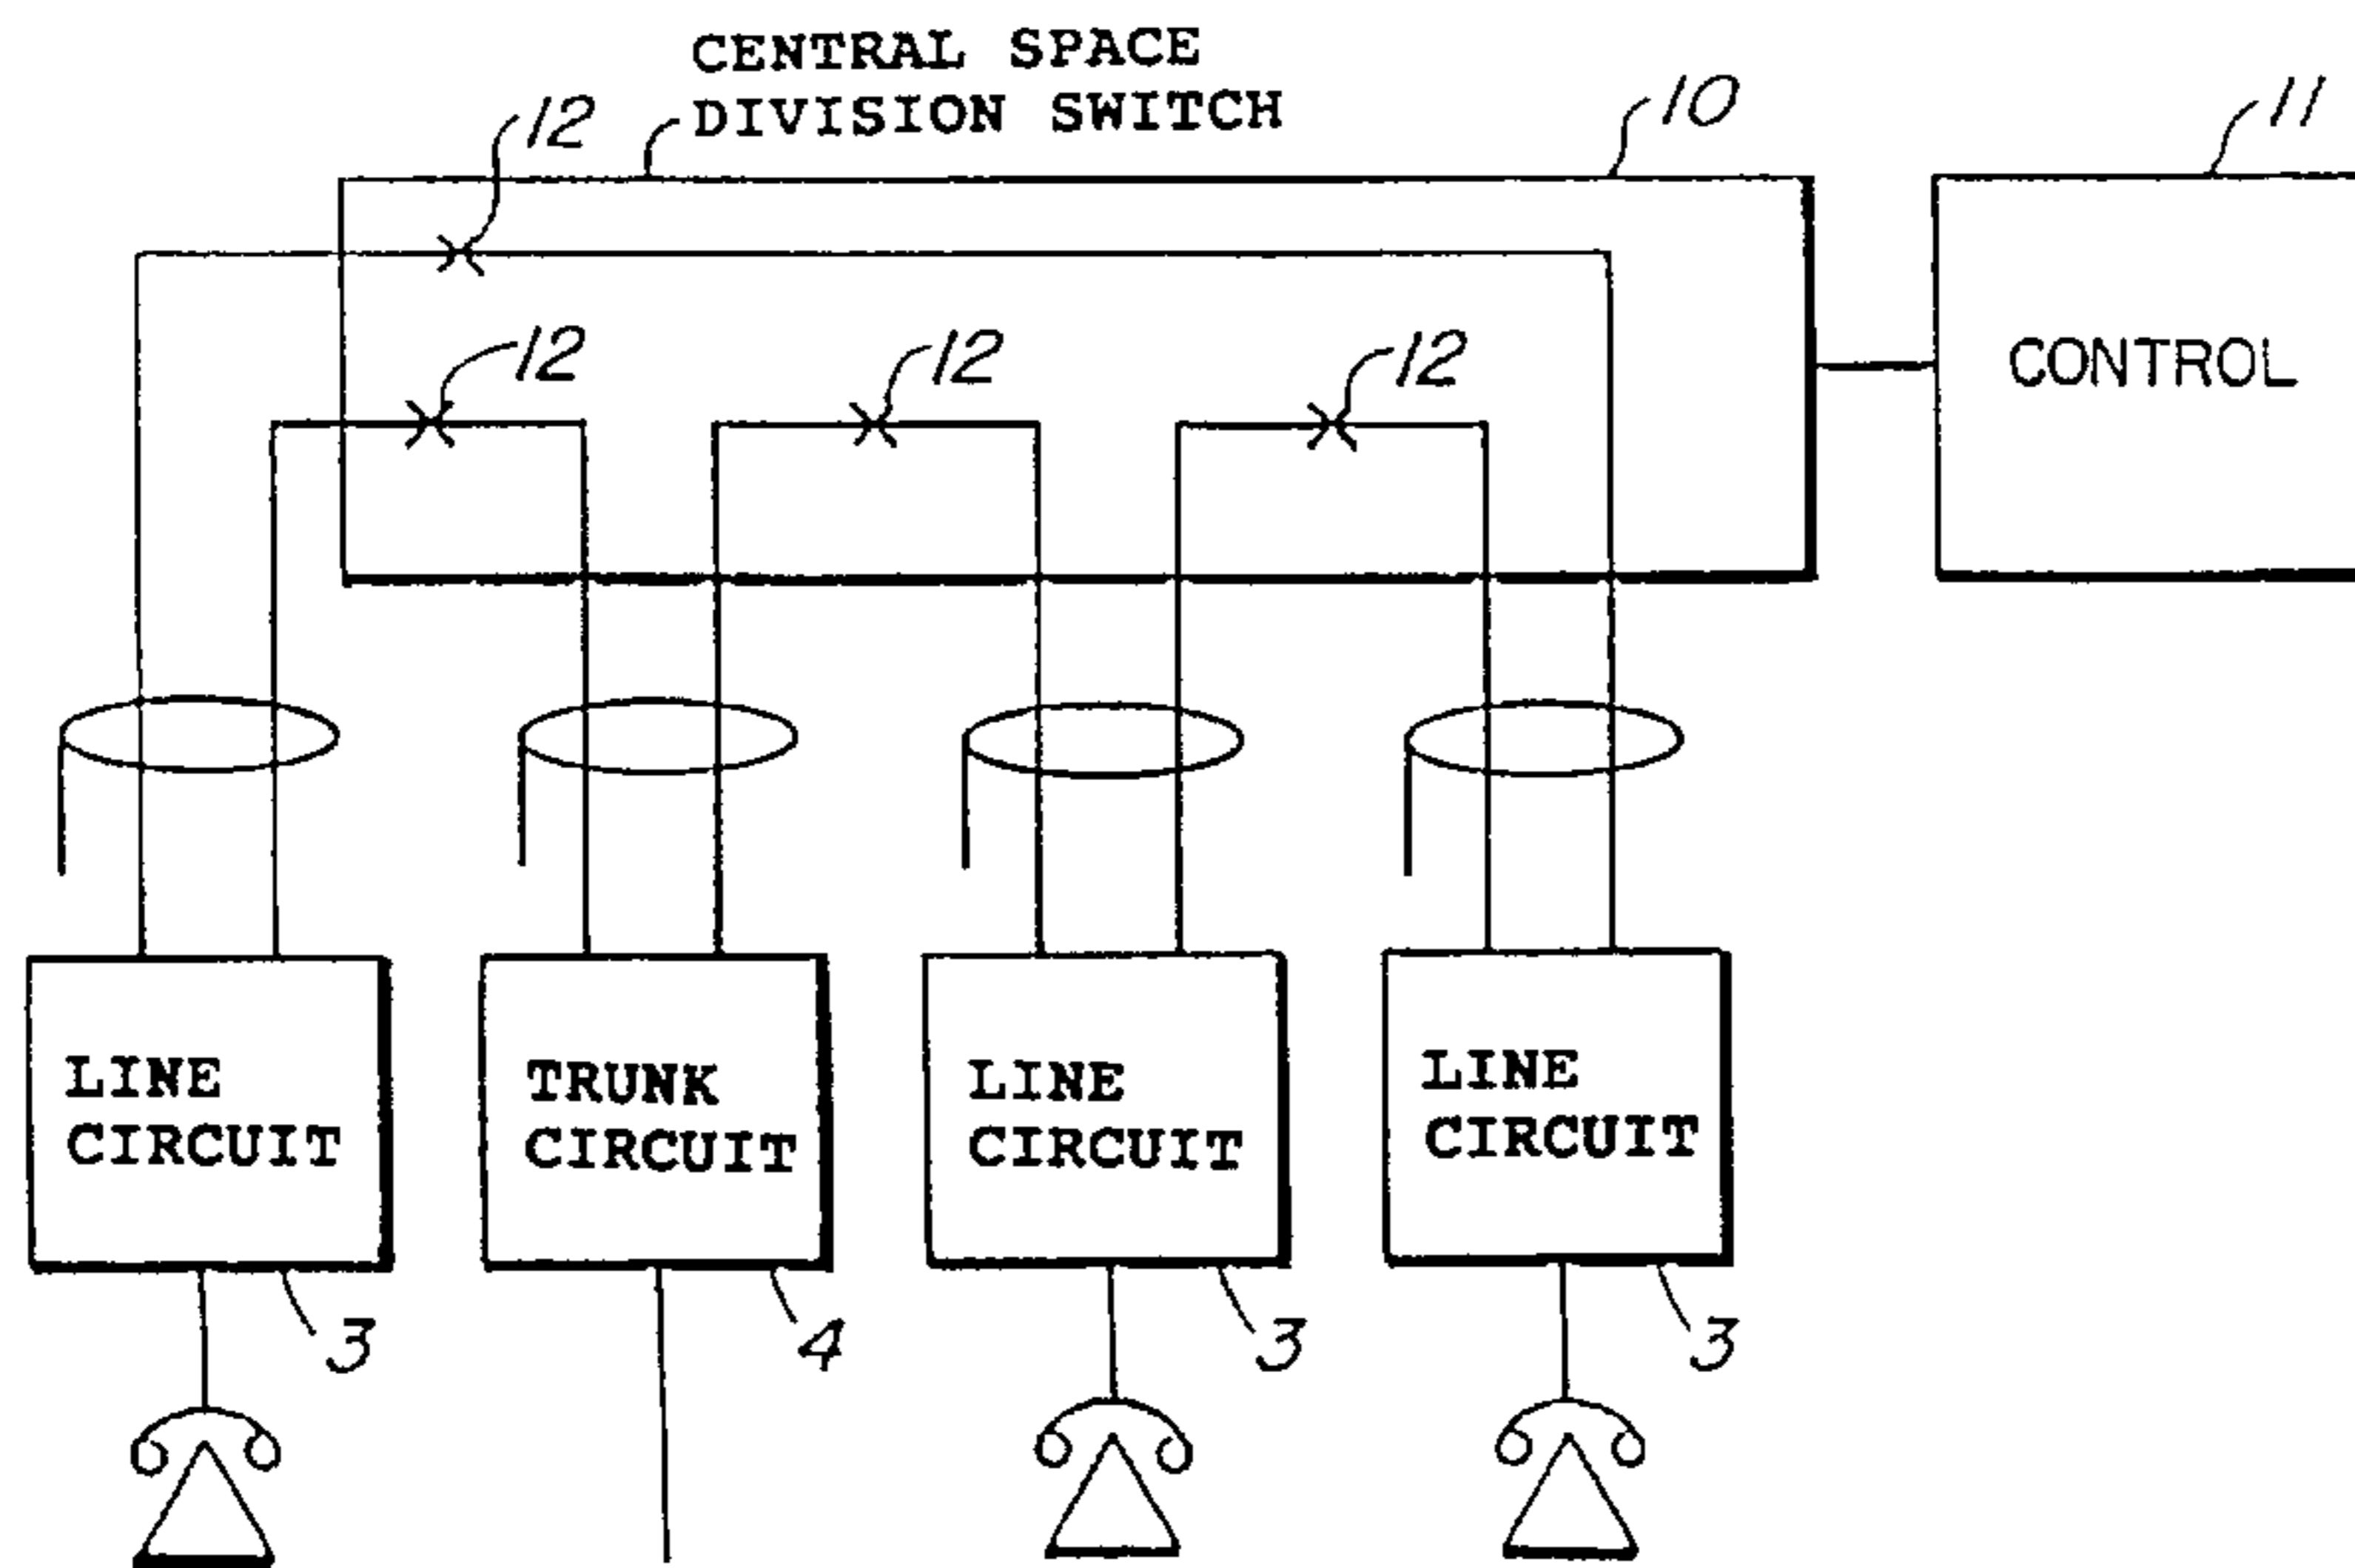 CENTRAL SPACE
DIVISION SWITCH
10
11
12
12
12
12
CONTROL
LINE
CIRCUIT
TRUNK
CIRCUIT
LINE
CIRCUIT
LINE
CIRCUIT
3
4
3
3